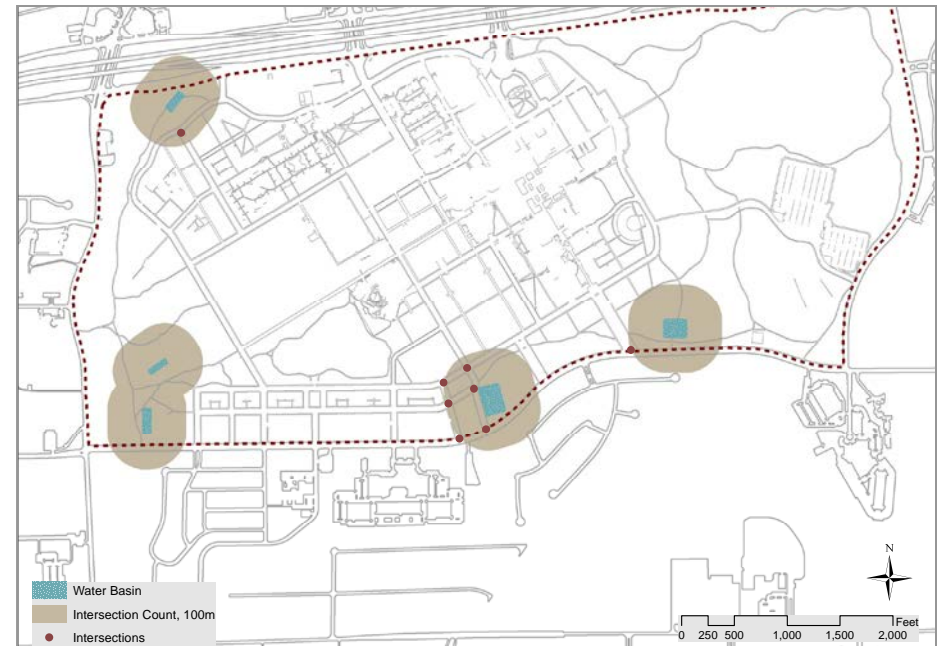 N
Water Basin
Intersection Count, 100m
Intersections
Feet
0 250 500 1,000 1,500 2,000